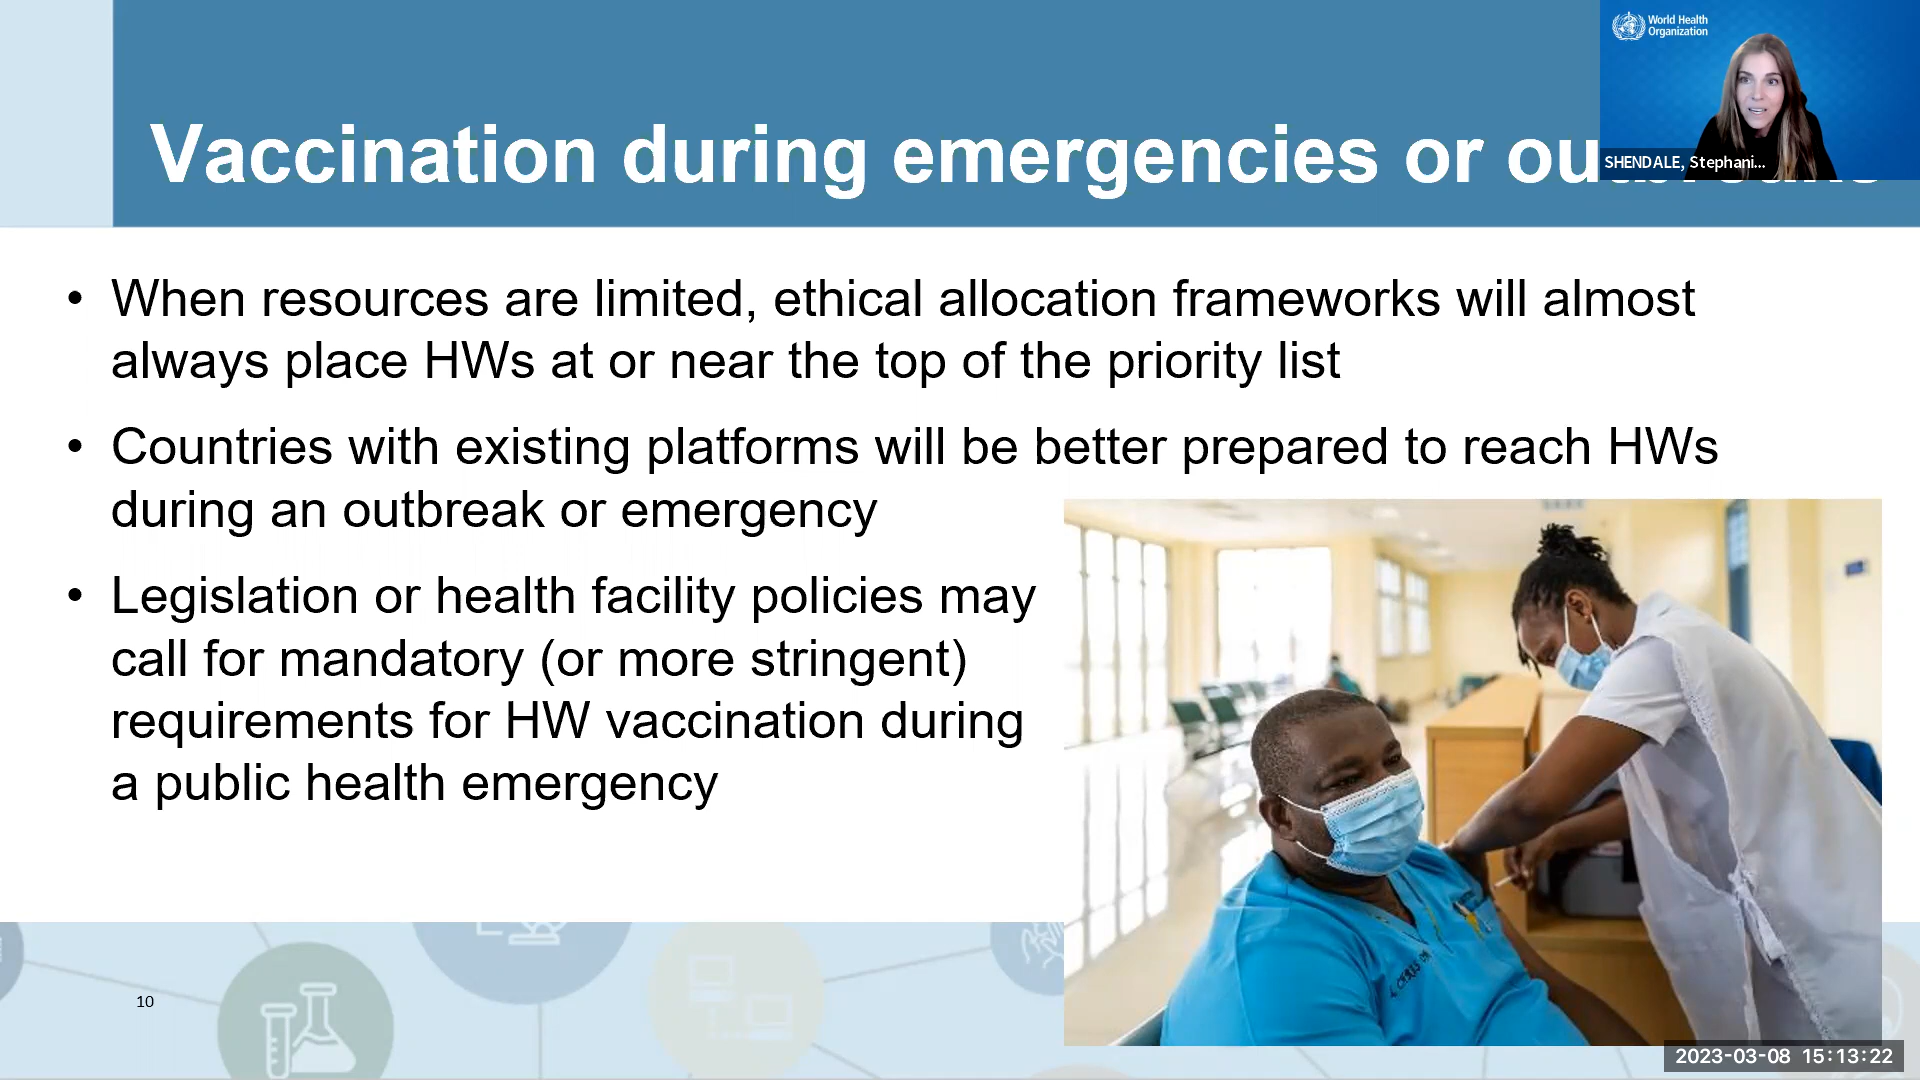 World Health
Organization
Vaccination during emergencies or
SHENDALE, Stephani...
• When resources are limited, ethical allocation frameworks will almost
always place HWs at or near the top of the priority list
• Countries with existing platforms will be better prepared to reach HWs
during an outbreak or emergency
• Legislation or health facility policies may
call for mandatory (or more stringent)
requirements for HW vaccination during
a public health emergency
10
2023-03-08 15:13:22